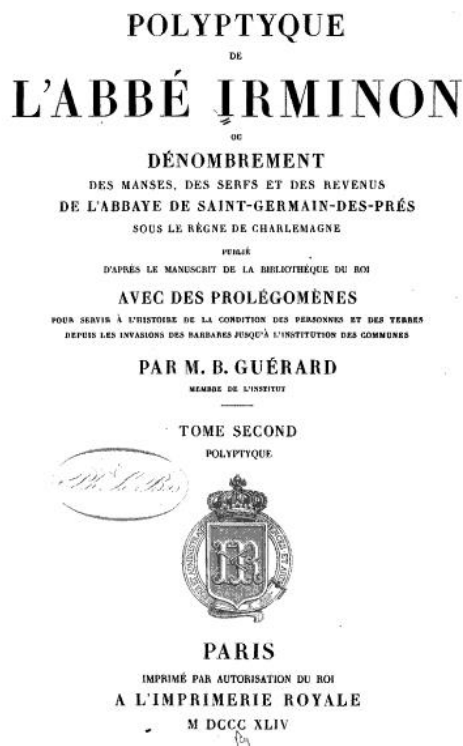 POLYPTYQUE
DE
L'ABBÉ IRMINON
OU
DÉNOMBREMENT
DES MANSES, DES SERFS ET DES REVENUS
DE L'ABBAYE DE SAINT-GERMAIN-DES-PRÉS
SOUS LE RÈGNE DE CHARLEMAGNE
PUBLIÉ
D'APRÈS LE MANUSCRIT DE LA BIBLIOTHÈQUE DU ROI
AVEC DES PROLÉGOMÈNES
POUR SERVIR À L'HISTOIRE DE LA CONDITION DES PERSONNES ET DES TERRES
DEPUIS LES INVASIONS DES BARBARES JUSQU'À L'INSTITUTION DES COMMUNES
PAR M. B. GUÉRARD
MEMBRE DE L'INSTITUT
TOME SECOND
POLYPTYQUE
Ph. Le Bas
PARIS
IMPRIMÉ PAR AUTORISATION DU ROI
A L'IMPRIMERIE ROYALE
M DCCC XLIV